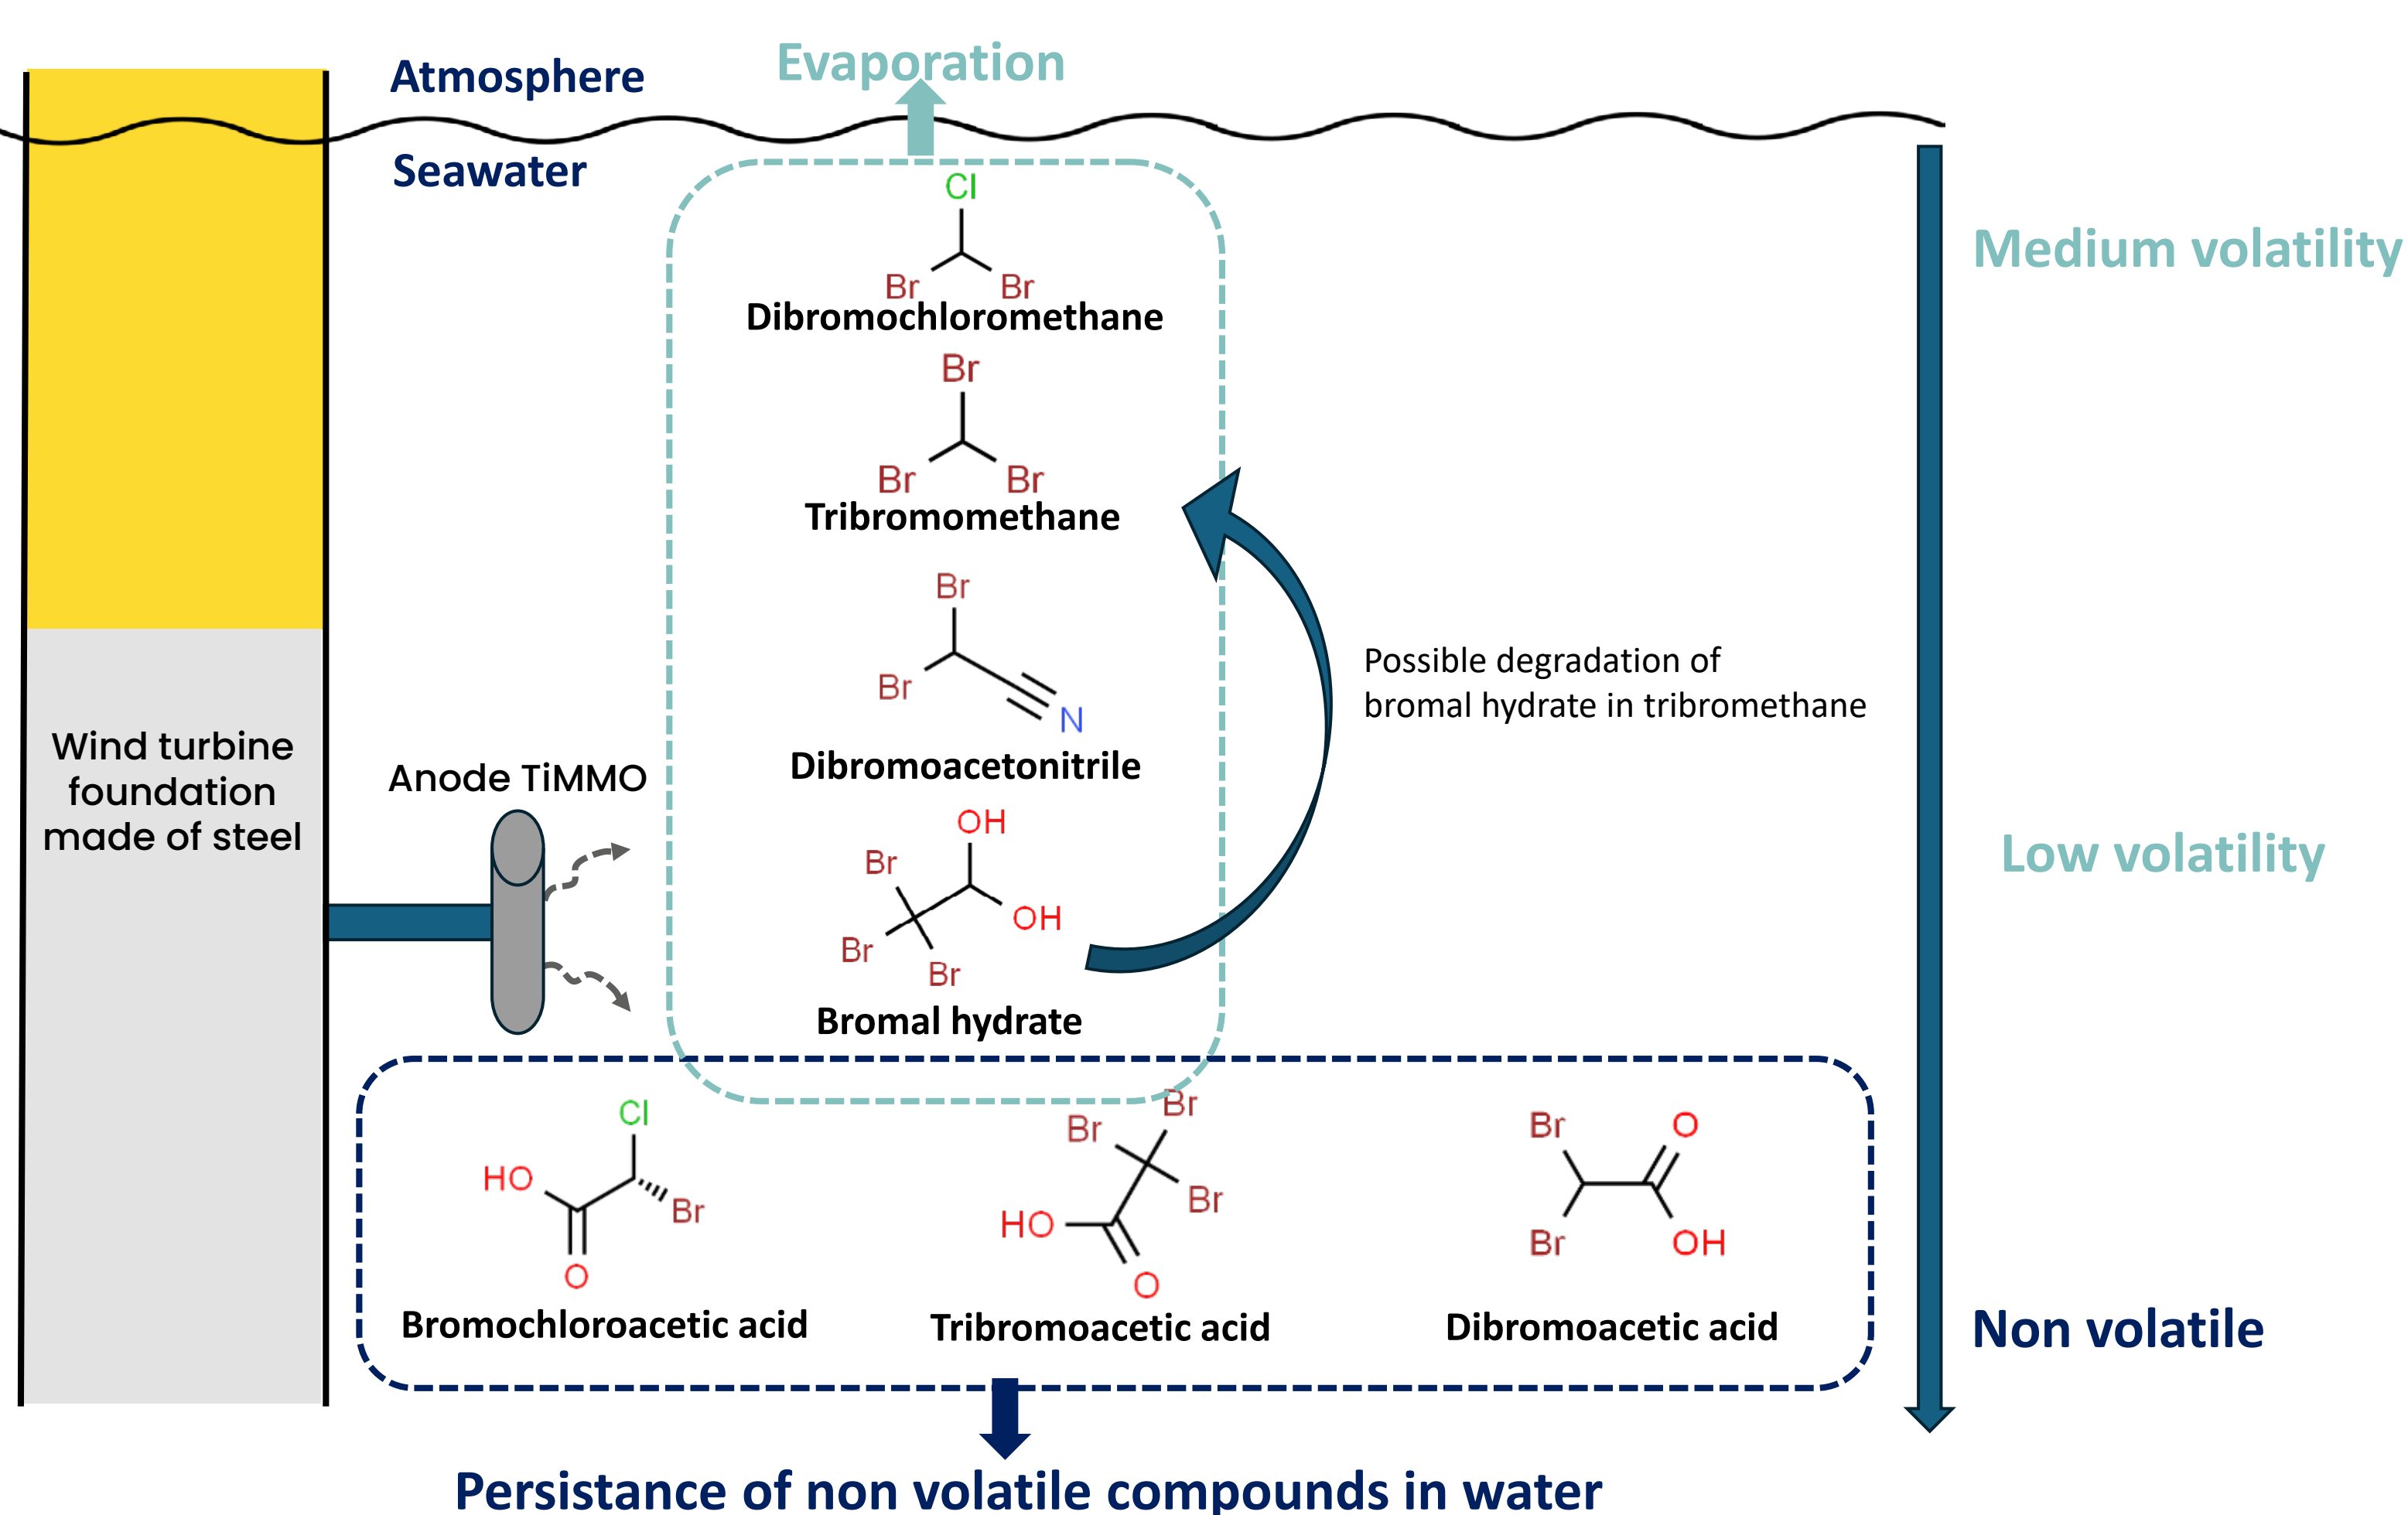 Atmosphere
Evaporation
Seawater
Medium volatility
Cl
Br
Br
Dibromochloromethane
Br
Br
Br
Tribromomethane
Br
Br
N
Dibromoacetonitrile
Possible degradation of
bromal hydrate in tribromethane
Wind turbine
foundation
made of steel
Anode TiMMO
OH
Br
OH
Br
Br
Bromal hydrate
Low volatility
Cl
HO
Br
O
Bromochloroacetic acid
Br
Br
Br
HO
O
Tribromoacetic acid
Br
O
Br
OH
Dibromoacetic acid
Non volatile
Persistance of non volatile compounds in water